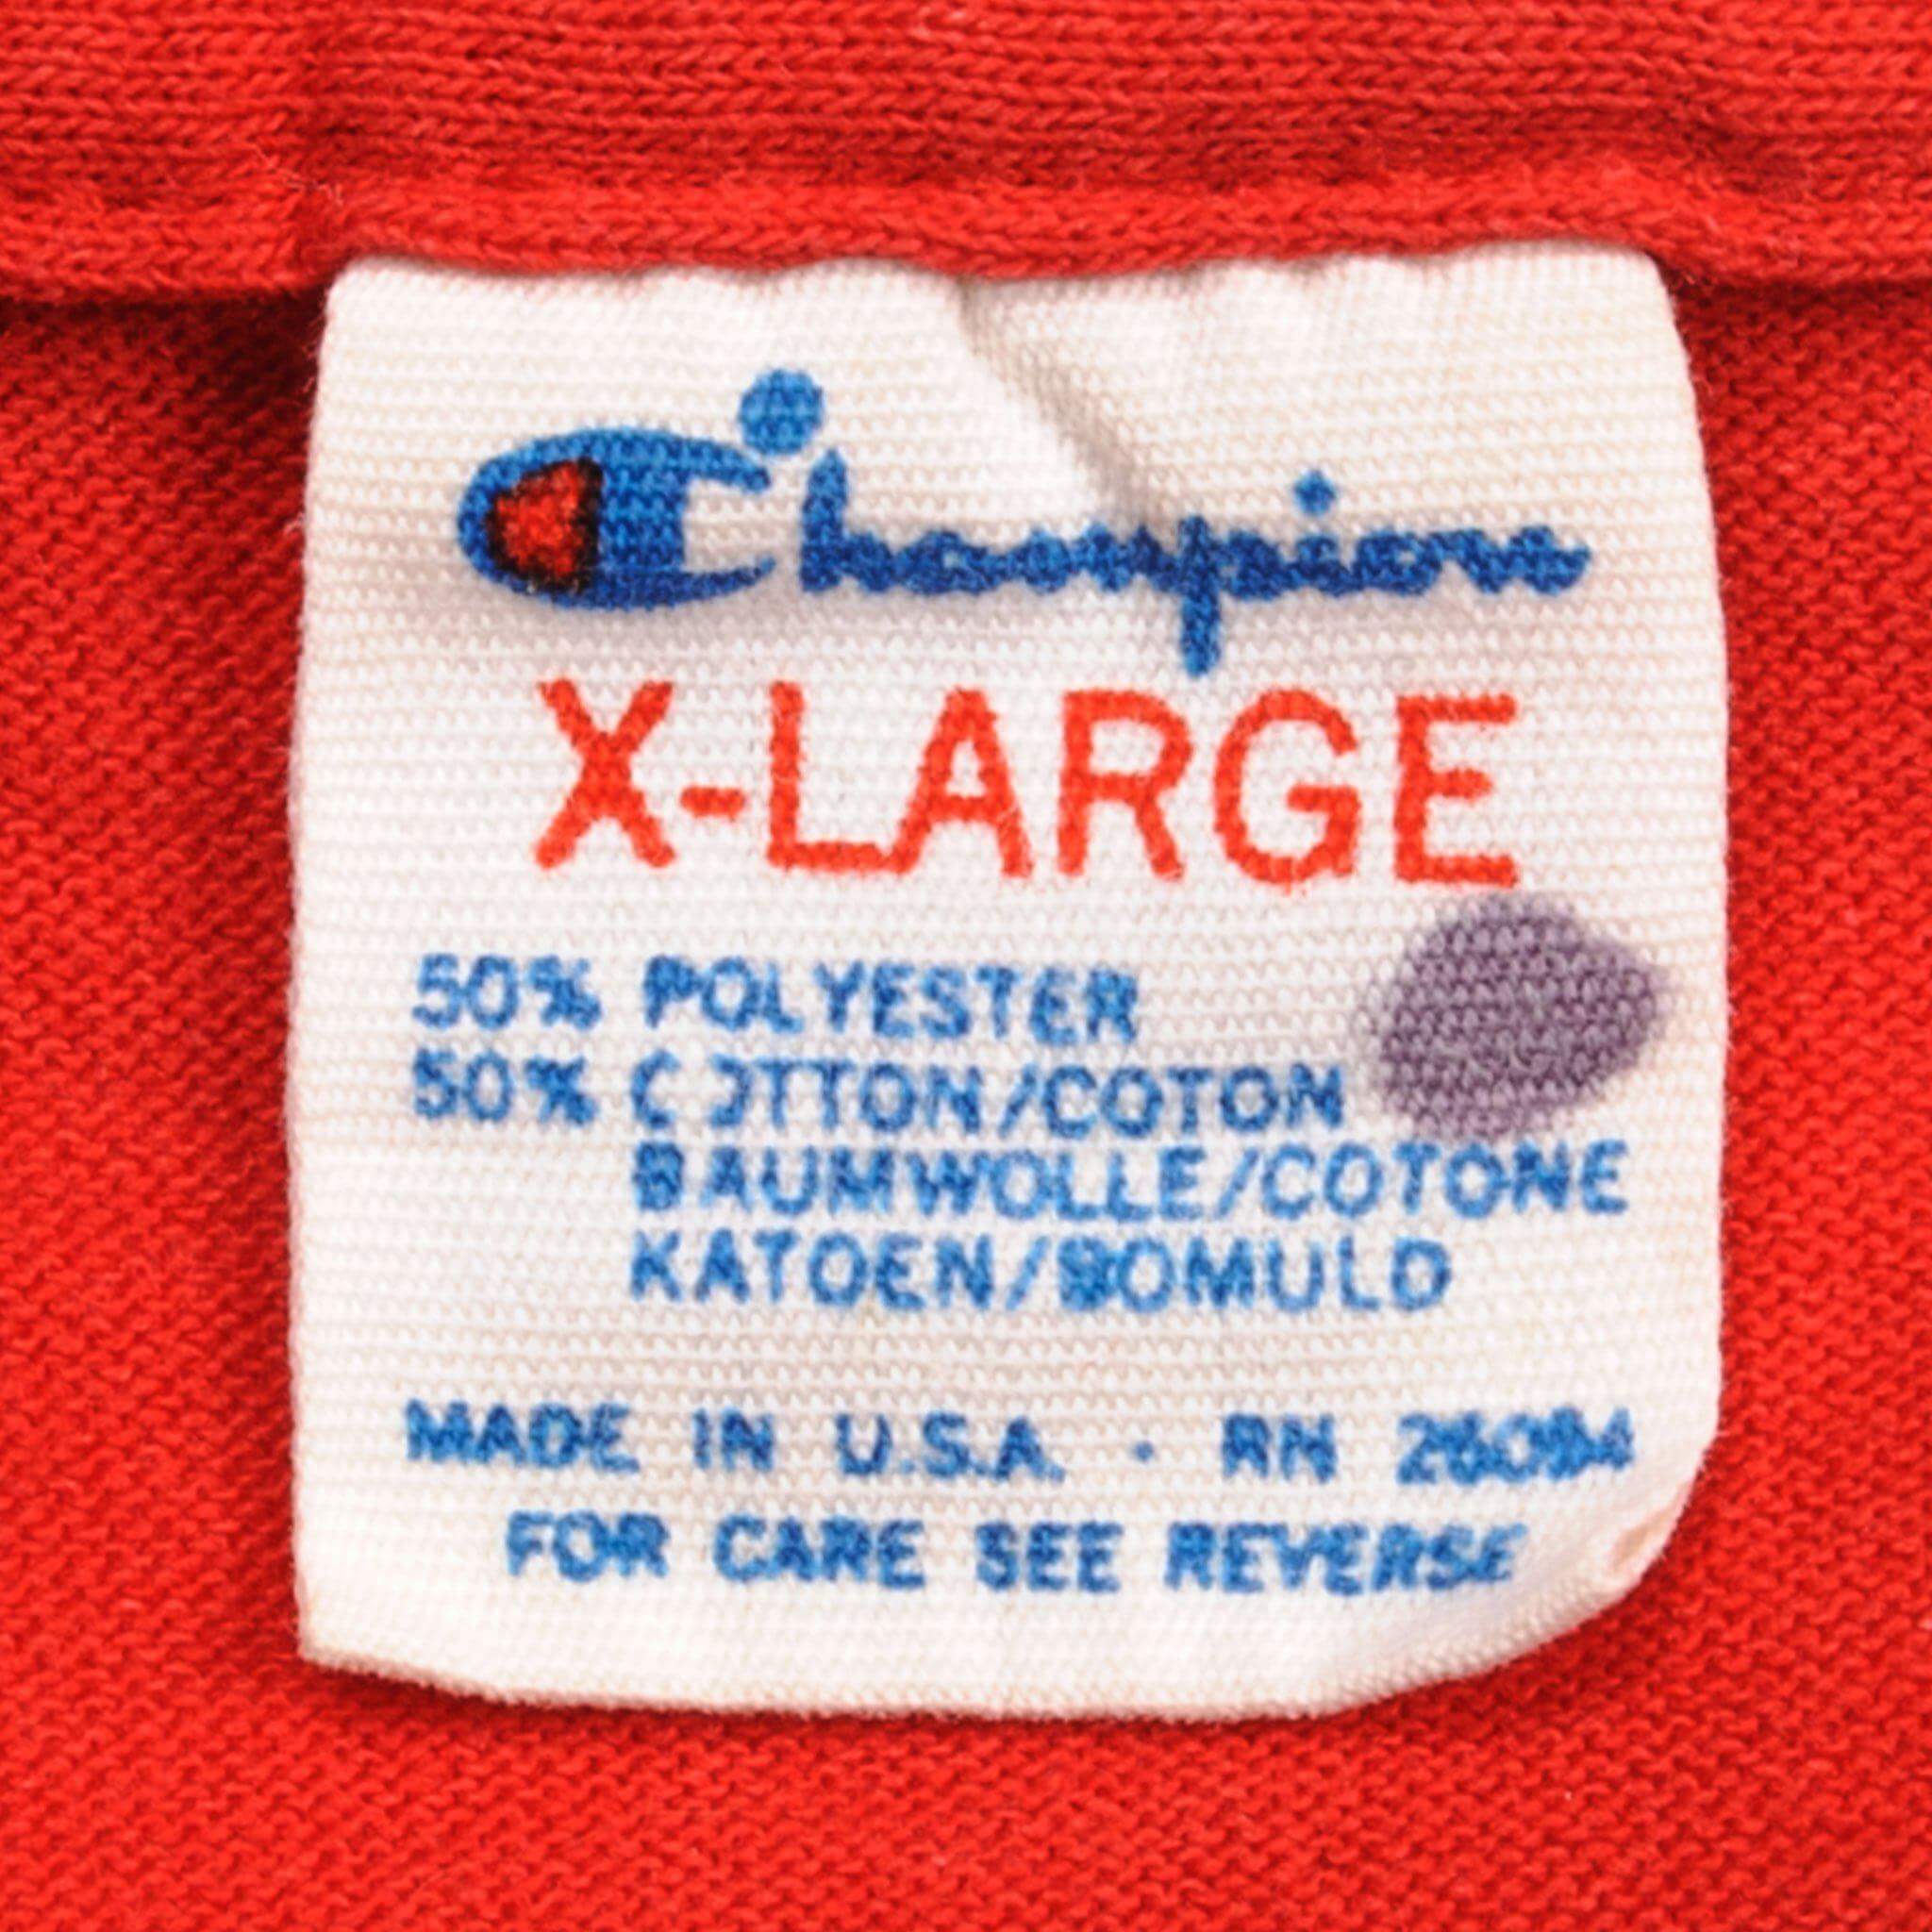 Champion
X-LARGE
50% POLYESTER
50% COTTON/COTON
BAUMWOLLE/COTONE
KATOEN/BOMULD
MADE IN U.S.A. · RN 26094
FOR CARE SEE REVERSE